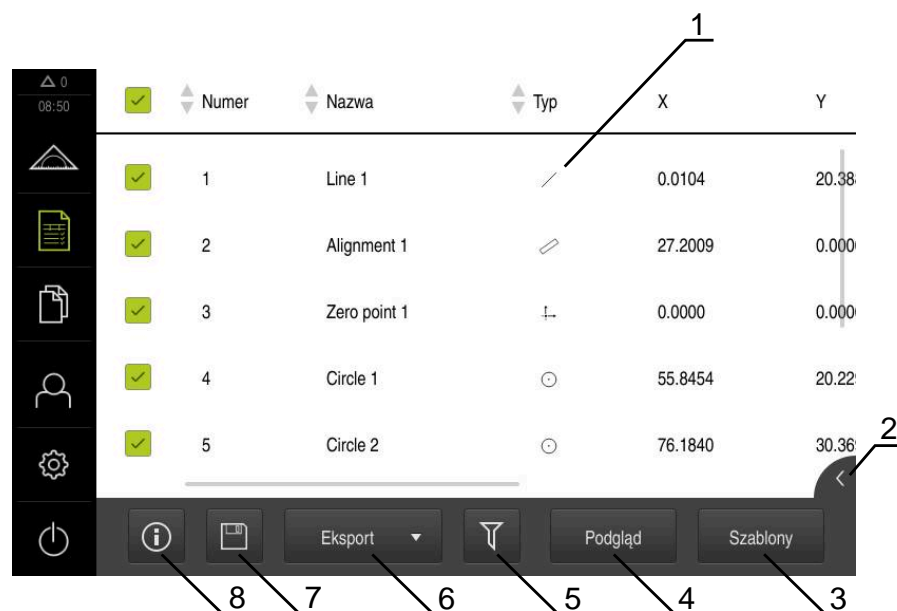 1
0
08:50
Numer Nazwa Typ X Y
1 Line 1 0.0104 20.38
2 Alignment 1 27.2009 0.000
3 Zero point 1 0.0000 0.000
4 Circle 1 55.8454 20.22
5 Circle 2 76.1840 30.36
2
Eksport Podgląd Szablony
8 7 6 5 4 3